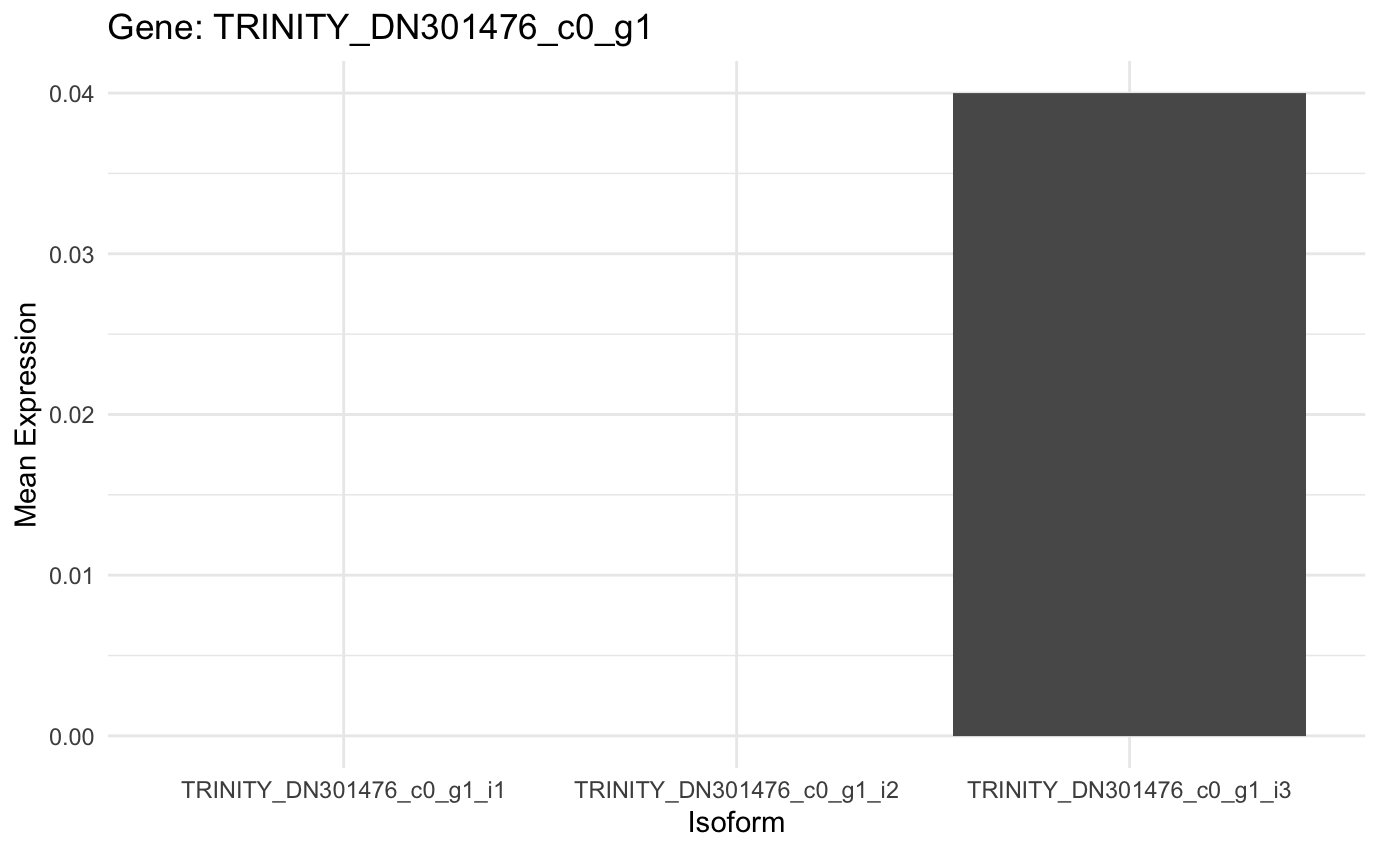 Gene: TRINITY_DN301476_c0_g1
Mean Expression
0.04
0.03
0.02
0.01
0.00
TRINITY_DN301476_c0_g1_i1 TRINITY_DN301476_c0_g1_i2 TRINITY_DN301476_c0_g1_i3
Isoform